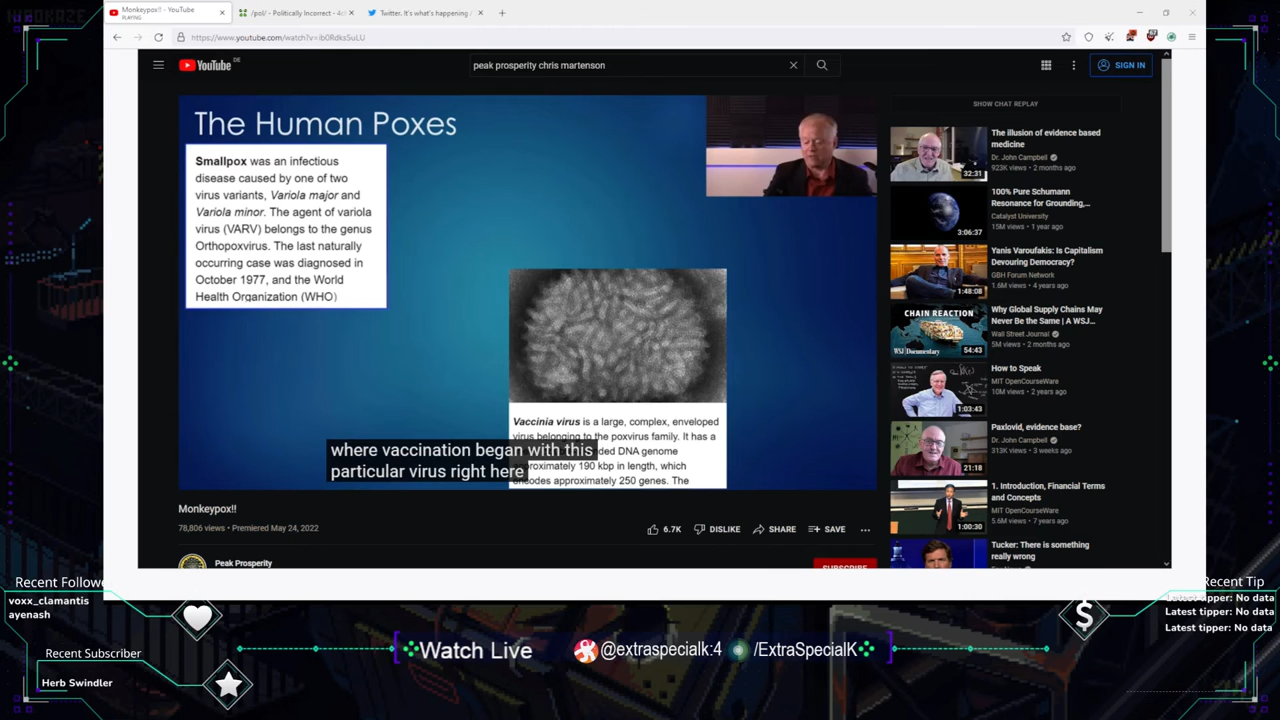 Monkeypox!! - YouTube
PLAYING
/pol/ - Politically Incorrect - 4c
Twitter. It's what's happening /
https://www.youtube.com/watch?v=ib0RdksSuLU
YouTube DE
peak prosperity chris martenson
SIGN IN
The Human Poxes
Smallpox was an infectious
disease caused by one of two
virus variants, Variola major and
Variola minor. The agent of variola
virus (VARV) belongs to the genus
Orthopoxvirus. The last naturally
occurring case was diagnosed in
October 1977, and the World
Health Organization (WHO)
Vaccinia virus is a large, complex, enveloped
virus belonging to the poxvirus family. It has a
ded DNA genome
proximately 190 kbp in length, which
encodes approximately 250 genes. The
where vaccination began with this
particular virus right here
Monkeypox!!
78,806 views • Premiered May 24, 2022
6.7K
DISLIKE
SHARE
SAVE
Peak Prosperity
SUBSCRIBE
SHOW CHAT REPLAY
The illusion of evidence based
medicine
Dr. John Campbell
923K views • 2 months ago
32:31
100% Pure Schumann
Resonance for Grounding,...
Catalyst University
15M views • 1 year ago
3:06:37
Yanis Varoufakis: Is Capitalism
Devouring Democracy?
GBH Forum Network
1.6M views • 4 years ago
1:48:08
CHAIN REACTION
WSJ Documentary
Why Global Supply Chains May
Never Be the Same | A WSJ...
Wall Street Journal
5M views • 2 months ago
54:43
How to Speak
MIT OpenCourseWare
10M views • 2 years ago
1:03:43
Paxlovid, evidence base?
Dr. John Campbell
313K views • 3 weeks ago
21:18
1. Introduction, Financial Terms
and Concepts
MIT OpenCourseWare
5.6M views • 7 years ago
1:00:30
Tucker: There is something
really wrong
Recent Followe
voxx_clamantis
ayenash
Recent Subscriber
Herb Swindler
Watch Live
@extraspecialk:4
/ExtraSpecialK
Recent Tip
Latest tipper: No data
Latest tipper: No data
Latest tipper: No data